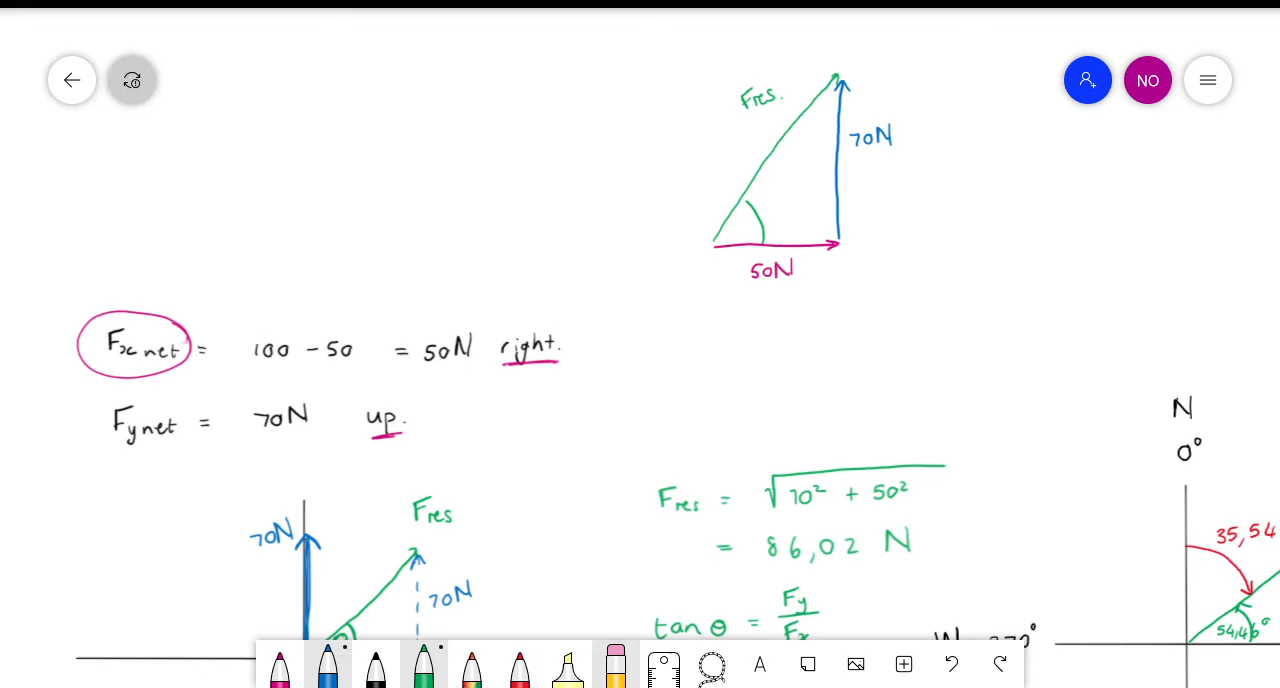 NO
Fres.
70N
50N
Fx net = 100 - 50 = 50N right.
Fy net = 70N up.
N
0°
Fres = √70² + 50²
= 86,02 N
Fres
70N
70N
35,54
tan θ = Fy/Fx
54,46°
A